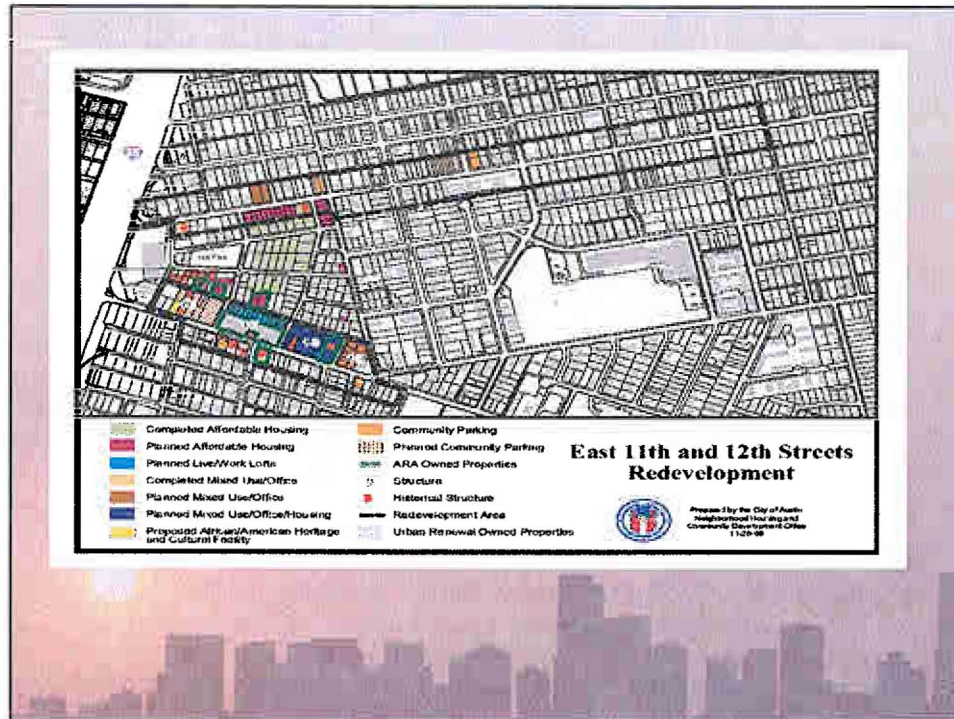 35
Completed Affordable Housing
Planned Affordable Housing
Planned Live/Work Lofts
Completed Mixed Use/Office
Planned Mixed Use/Office
Planned Mixed Use/Office/Housing
Proposed African/American Heritage
and Cultural Facility
Community Parking
Planned Community Parking
ARA Owned Properties
Structure
Historical Structure
Redevelopment Area
Urban Renewal Owned Properties
East 11th and 12th Streets
Redevelopment
Prepared by the City of Austin
Neighborhood Housing and
Community Development Office